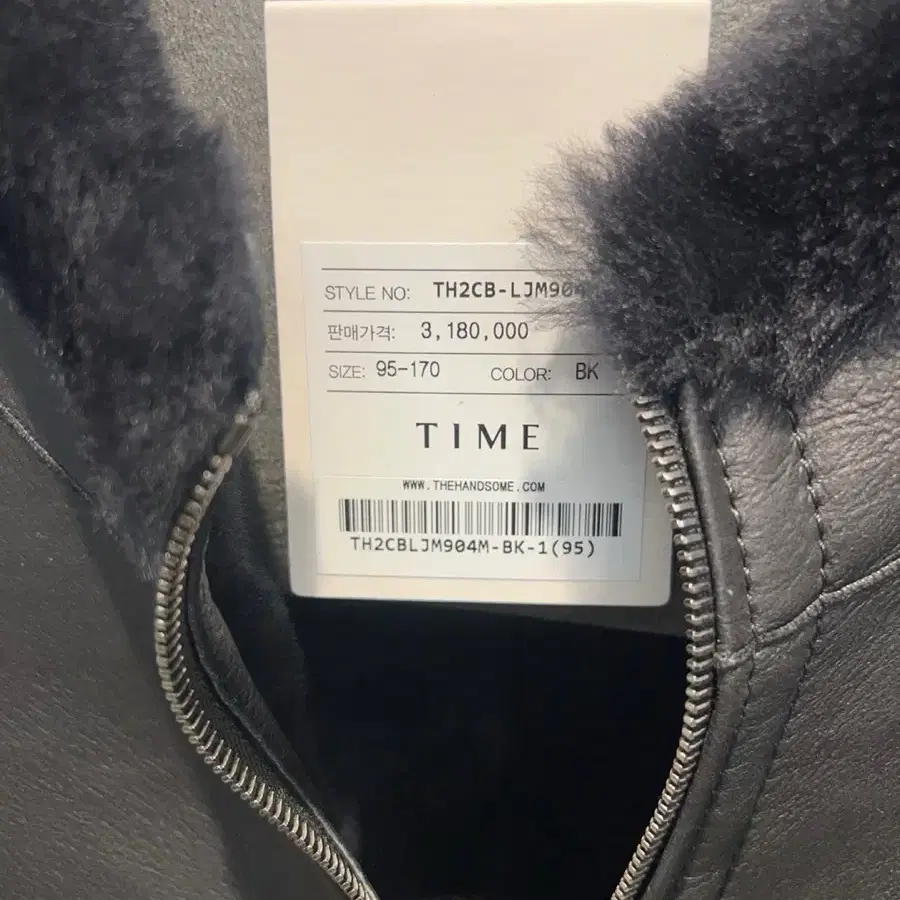 STYLE NO: TH2CB-LJM904
판매가격: 3,180,000
SIZE: 95-170 COLOR: BK
TIME
WWW.THEHANDSOME.COM
TH2CBLJM904M-BK-1(95)